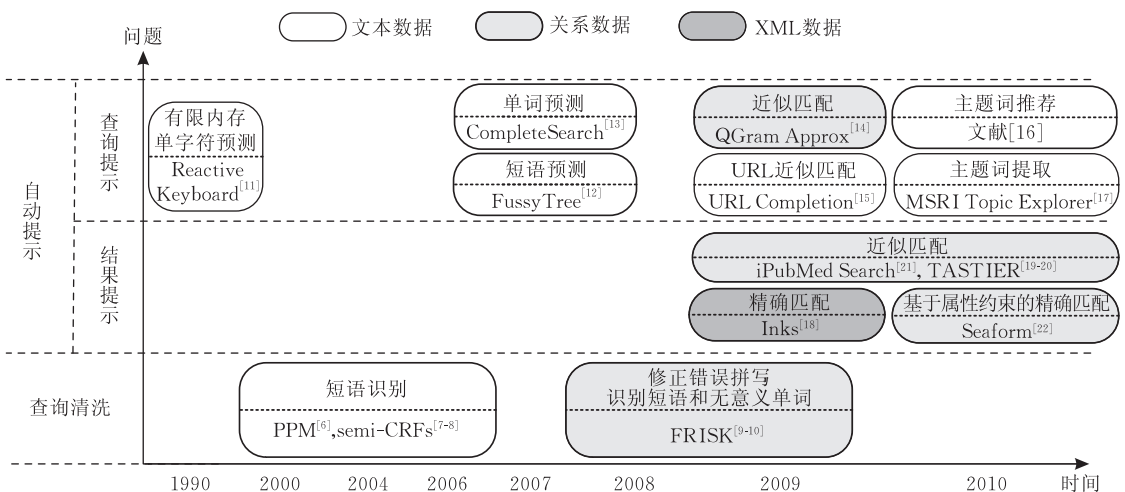 文本数据
关系数据
XML数据
问题
自动提示
查询提示
有限内存
单字符预测
Reactive
Keyboard[11]
单词预测
CompleteSearch[13]
短语预测
FussyTree[12]
近似匹配
QGram Approx[14]
URL近似匹配
URL Completion[15]
主题词推荐
文献[16]
主题词提取
MSRI Topic Explorer[17]
结果提示
近似匹配
iPubMed Search[21], TASTIER[19-20]
精确匹配
Inks[18]
基于属性约束的精确匹配
Seaform[22]
查询清洗
短语识别
PPM[6],semi-CRFs[7-8]
修正错误拼写
识别短语和无意义单词
FRISK[9-10]
1990 2000 2004 2006 2007 2008 2009 2010 时间